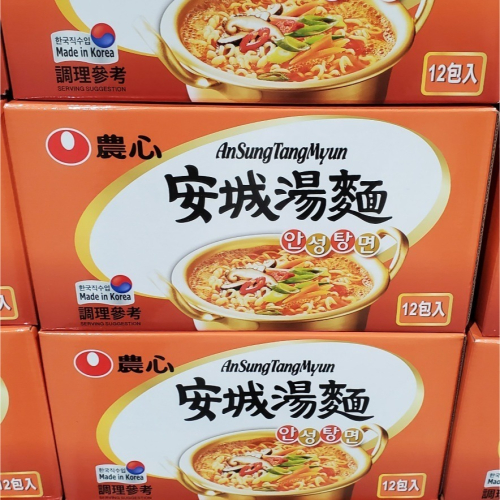 한국직수입
Made in Korea
調理參考
SERVING SUGGESTION
12包入
農心
AnSungTangMyun
安城湯麵
안성탕면
한국직수입
Made in Korea
調理參考
SERVING SUGGESTION
12包入
入
農心
AnSungTangMyun
安城湯麵
안성탕면
한국직수입
Made in Korea
調理參考
SERVING SUGGESTION
12包入
12包入